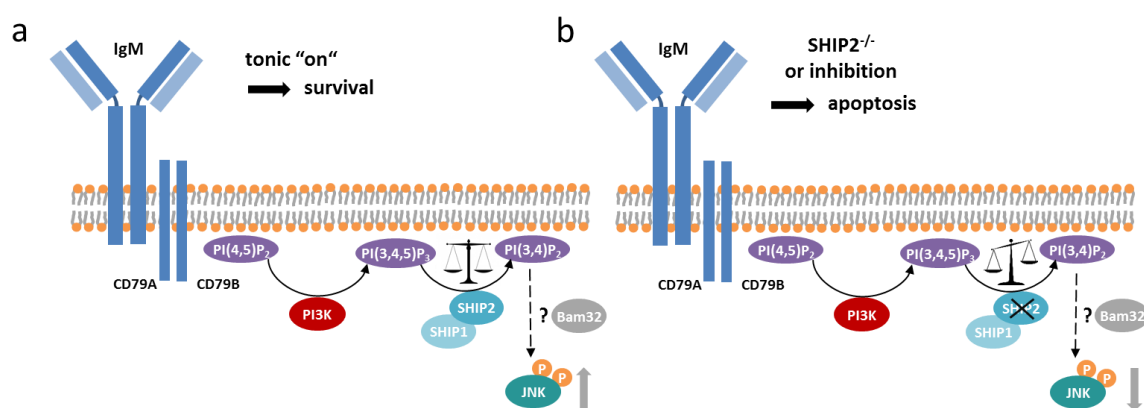 a
IgM
tonic “on“
survival
PI(4,5)P2
PI(3,4,5)P3
PI(3,4)P2
CD79A
CD79B
PI3K
SHIP2
SHIP1
?
Bam32
P
P
JNK
b
IgM
SHIP2-/-
or inhibition
apoptosis
PI(4,5)P2
PI(3,4,5)P3
PI(3,4)P2
CD79A
CD79B
PI3K
SHIP2
SHIP1
?
Bam32
P
P
JNK